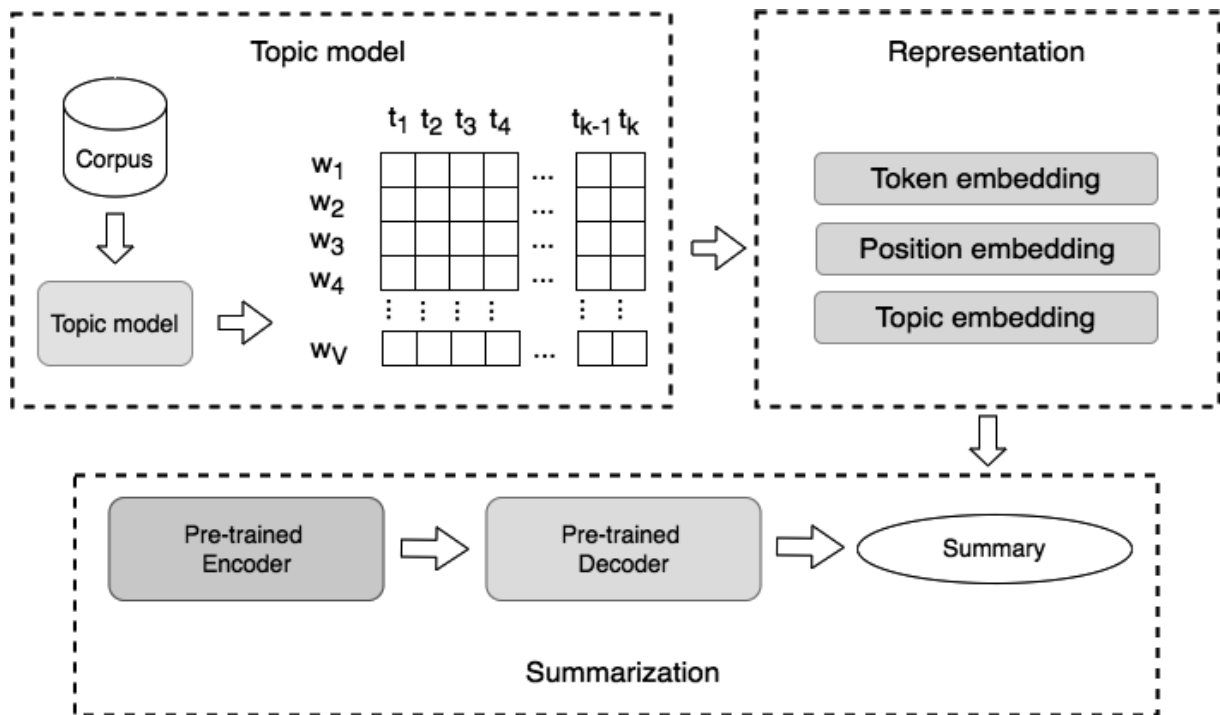 Topic model
Corpus
Topic model
t1 t2 t3 t4 tk-1 tk
w1 ...
w2 ...
w3 ...
w4 ...
wV ...
Representation
Token embedding
Position embedding
Topic embedding
Pre-trained
Encoder
Pre-trained
Decoder
Summary
Summarization